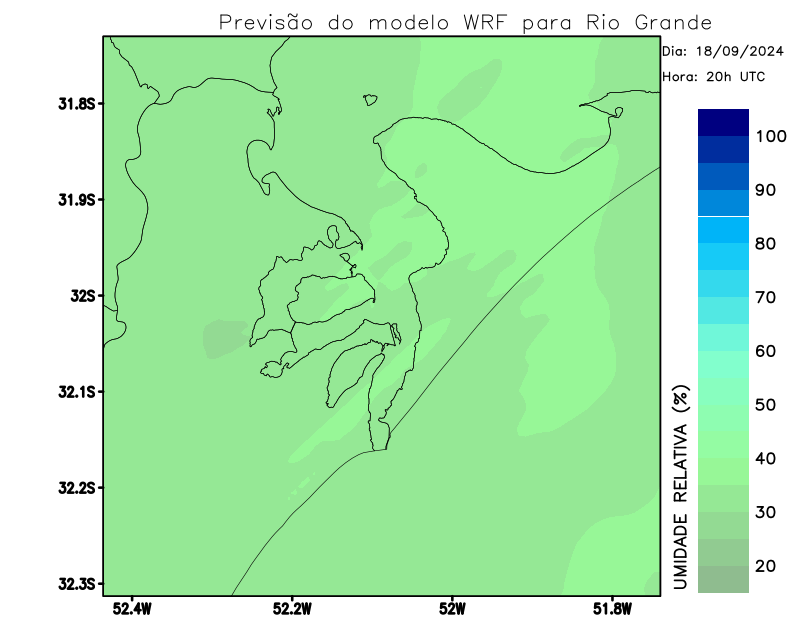 Previsão do modelo WRF para Rio Grande
Dia: 18/09/2024
Hora: 20h UTC
31.8S
31.9S
32S
32.1S
32.2S
32.3S
52.4W
52.2W
52W
51.8W
UMIDADE RELATIVA (%)
100
90
80
70
60
50
40
30
20